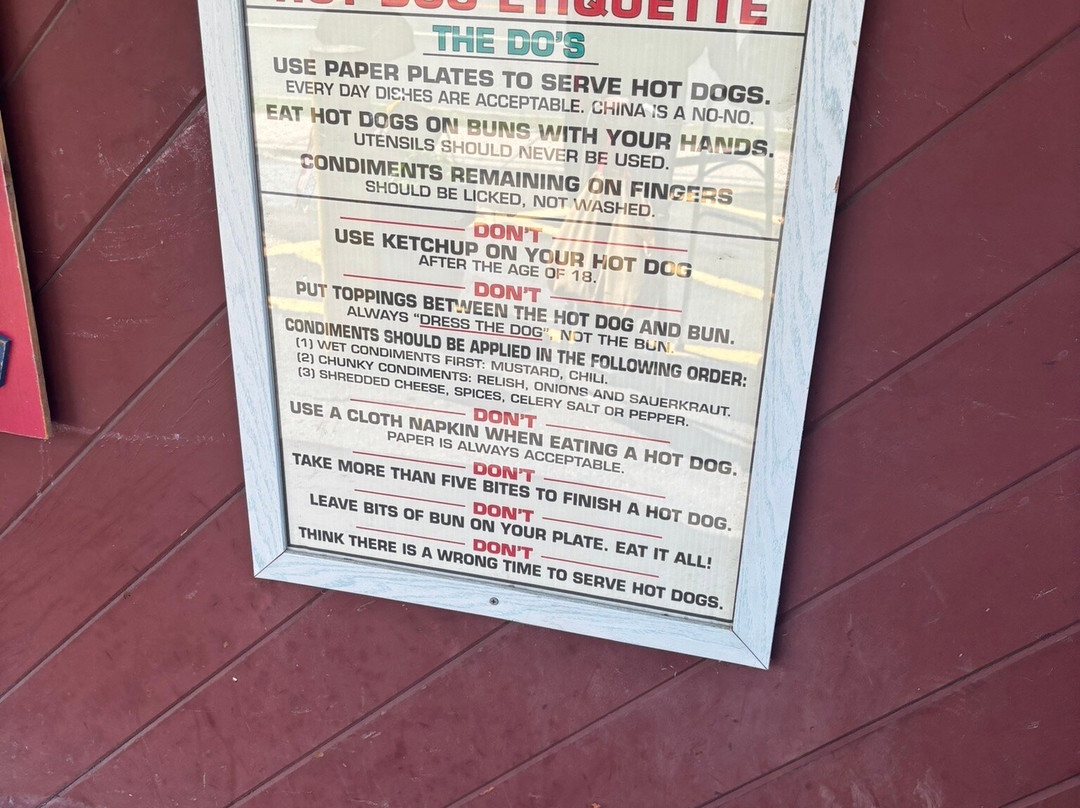 HOT DOG ETIQUETTE
THE DO'S
USE PAPER PLATES TO SERVE HOT DOGS.
EVERY DAY DISHES ARE ACCEPTABLE. CHINA IS A NO-NO.
EAT HOT DOGS ON BUNS WITH YOUR HANDS.
UTENSILS SHOULD NEVER BE USED.
CONDIMENTS REMAINING ON FINGERS
SHOULD BE LICKED, NOT WASHED.
DON'T
USE KETCHUP ON YOUR HOT DOG
AFTER THE AGE OF 18.
DON'T
PUT TOPPINGS BETWEEN THE HOT DOG AND BUN.
ALWAYS "DRESS THE DOG", NOT THE BUN.
CONDIMENTS SHOULD BE APPLIED IN THE FOLLOWING ORDER:
(1) WET CONDIMENTS FIRST: MUSTARD, CHILI.
(2) CHUNKY CONDIMENTS: RELISH, ONIONS AND SAUERKRAUT.
(3) SHREDDED CHEESE, SPICES, CELERY SALT OR PEPPER.
DON'T
USE A CLOTH NAPKIN WHEN EATING A HOT DOG.
PAPER IS ALWAYS ACCEPTABLE.
DON'T
TAKE MORE THAN FIVE BITES TO FINISH A HOT DOG.
DON'T
LEAVE BITS OF BUN ON YOUR PLATE. EAT IT ALL!
DON'T
THINK THERE IS A WRONG TIME TO SERVE HOT DOGS.